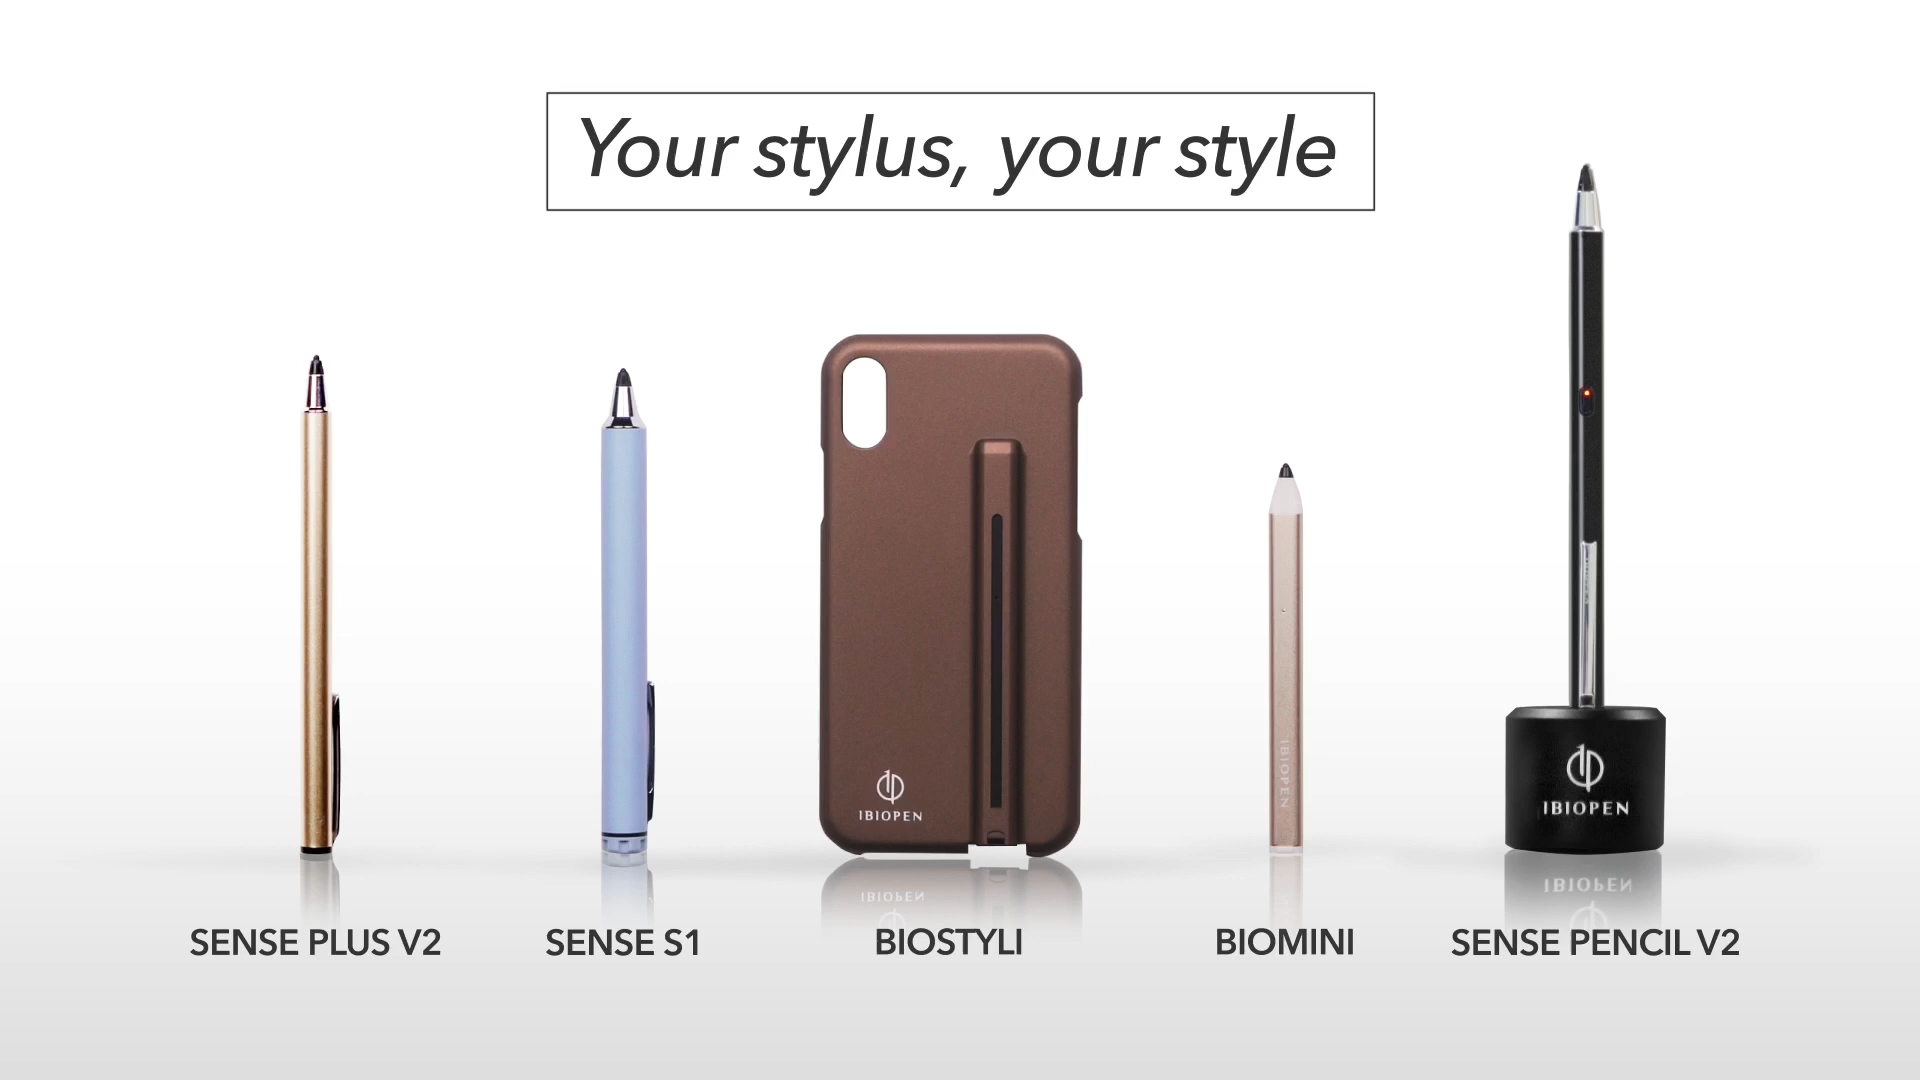 Your stylus, your style
IBIOPEN
IBIOPEN
IBIOPEN
SENSE PLUS V2
SENSE S1
BIOSTYLI
BIOMINI
SENSE PENCIL V2